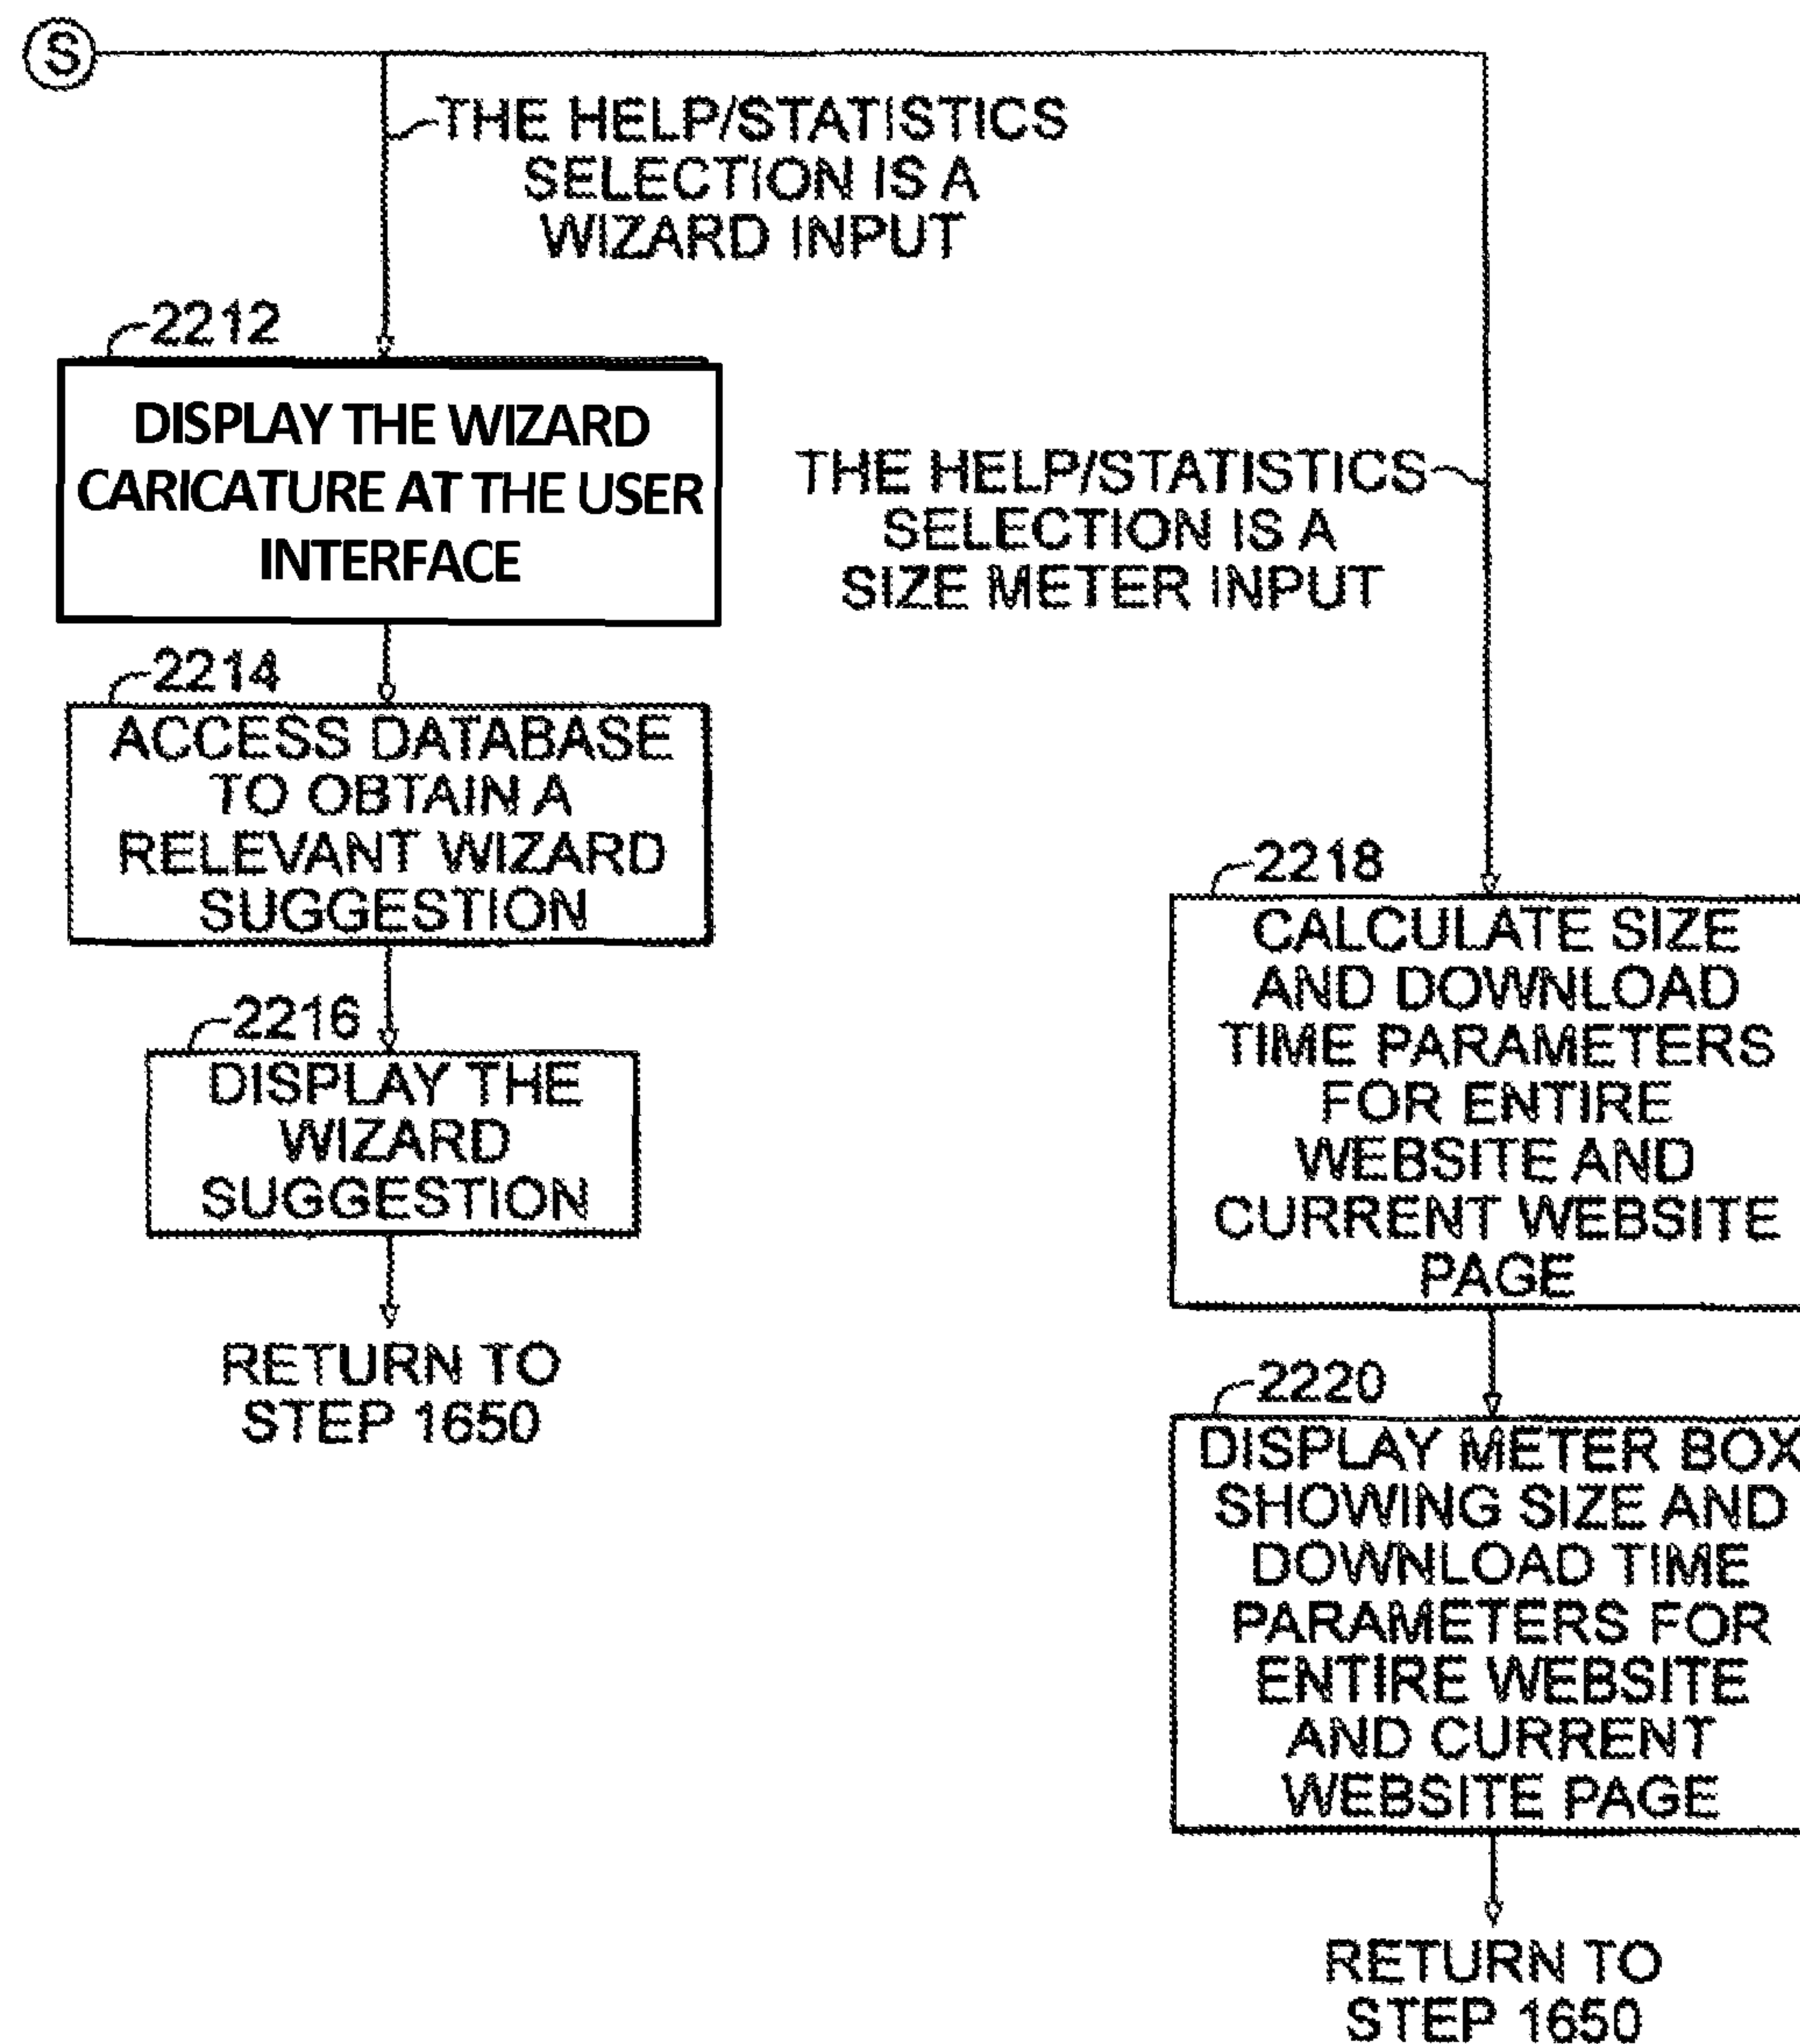 S
THE HELP/STATISTICS
SELECTION IS A
WIZARD INPUT
2212
DISPLAY THE WIZARD
CARICATURE AT THE USER
INTERFACE
2214
ACCESS DATABASE
TO OBTAIN A
RELEVANT WIZARD
SUGGESTION
2216
DISPLAY THE
WIZARD
SUGGESTION
RETURN TO
STEP 1650
THE HELP/STATISTICS
SELECTION IS A
SIZE METER INPUT
2218
CALCULATE SIZE
AND DOWNLOAD
TIME PARAMETERS
FOR ENTIRE
WEBSITE AND
CURRENT WEBSITE
PAGE
2220
DISPLAY METER BOX
SHOWING SIZE AND
DOWNLOAD TIME
PARAMETERS FOR
ENTIRE WEBSITE
AND CURRENT
WEBSITE PAGE
RETURN TO
STEP 1650